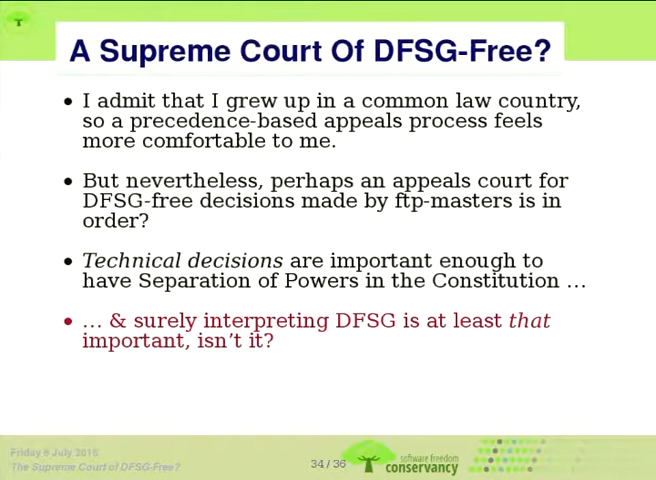 A Supreme Court Of DFSG-Free?
• I admit that I grew up in a common law country,
so a precedence-based appeals process feels
more comfortable to me.
• But nevertheless, perhaps an appeals court for
DFSG-free decisions made by ftp-masters is in
order?
• Technical decisions are important enough to
have Separation of Powers in the Constitution …
• … & surely interpreting DFSG is at least that
important, isn't it?
Friday 8 July 2016
The Supreme Court of DFSG-Free?
34 / 36
software freedom
conservancy